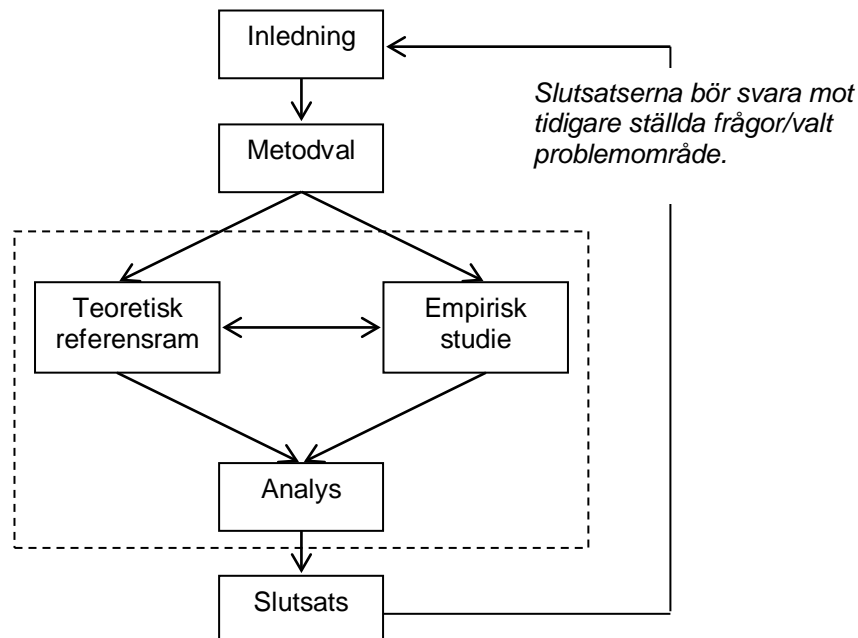 Inledning
Slutsatserna bör svara mot
tidigare ställda frågor/valt
problemområde.
Metodval
Teoretisk
referensram
Empirisk
studie
Analys
Slutsats